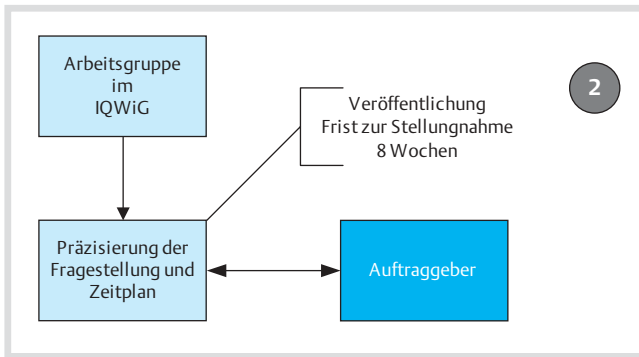 Arbeitsgruppe
im
IQWiG
Veröffentlichung
Frist zur Stellungnahme
8 Wochen
2
Präzisierung der
Fragestellung und
Zeitplan
Auftraggeber